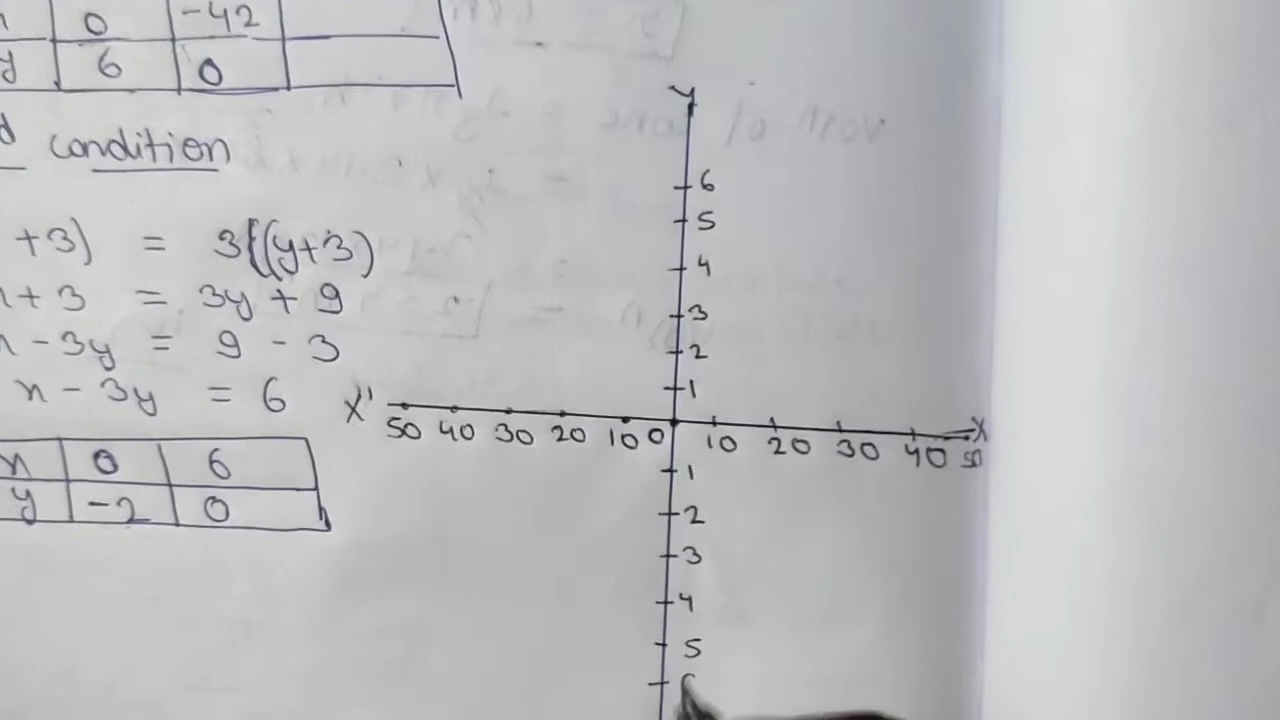 0 -42
y 6 0
condition
+3) = 3{(y+3)
+ 3 = 3y + 9
- 3y = 9 - 3
x - 3y = 6
x 0 6
y -2 0
Y
6
5
4
3
2
1
X' 50 40 30 20 10 0 10 20 30 40 50 X
1
2
3
4
5